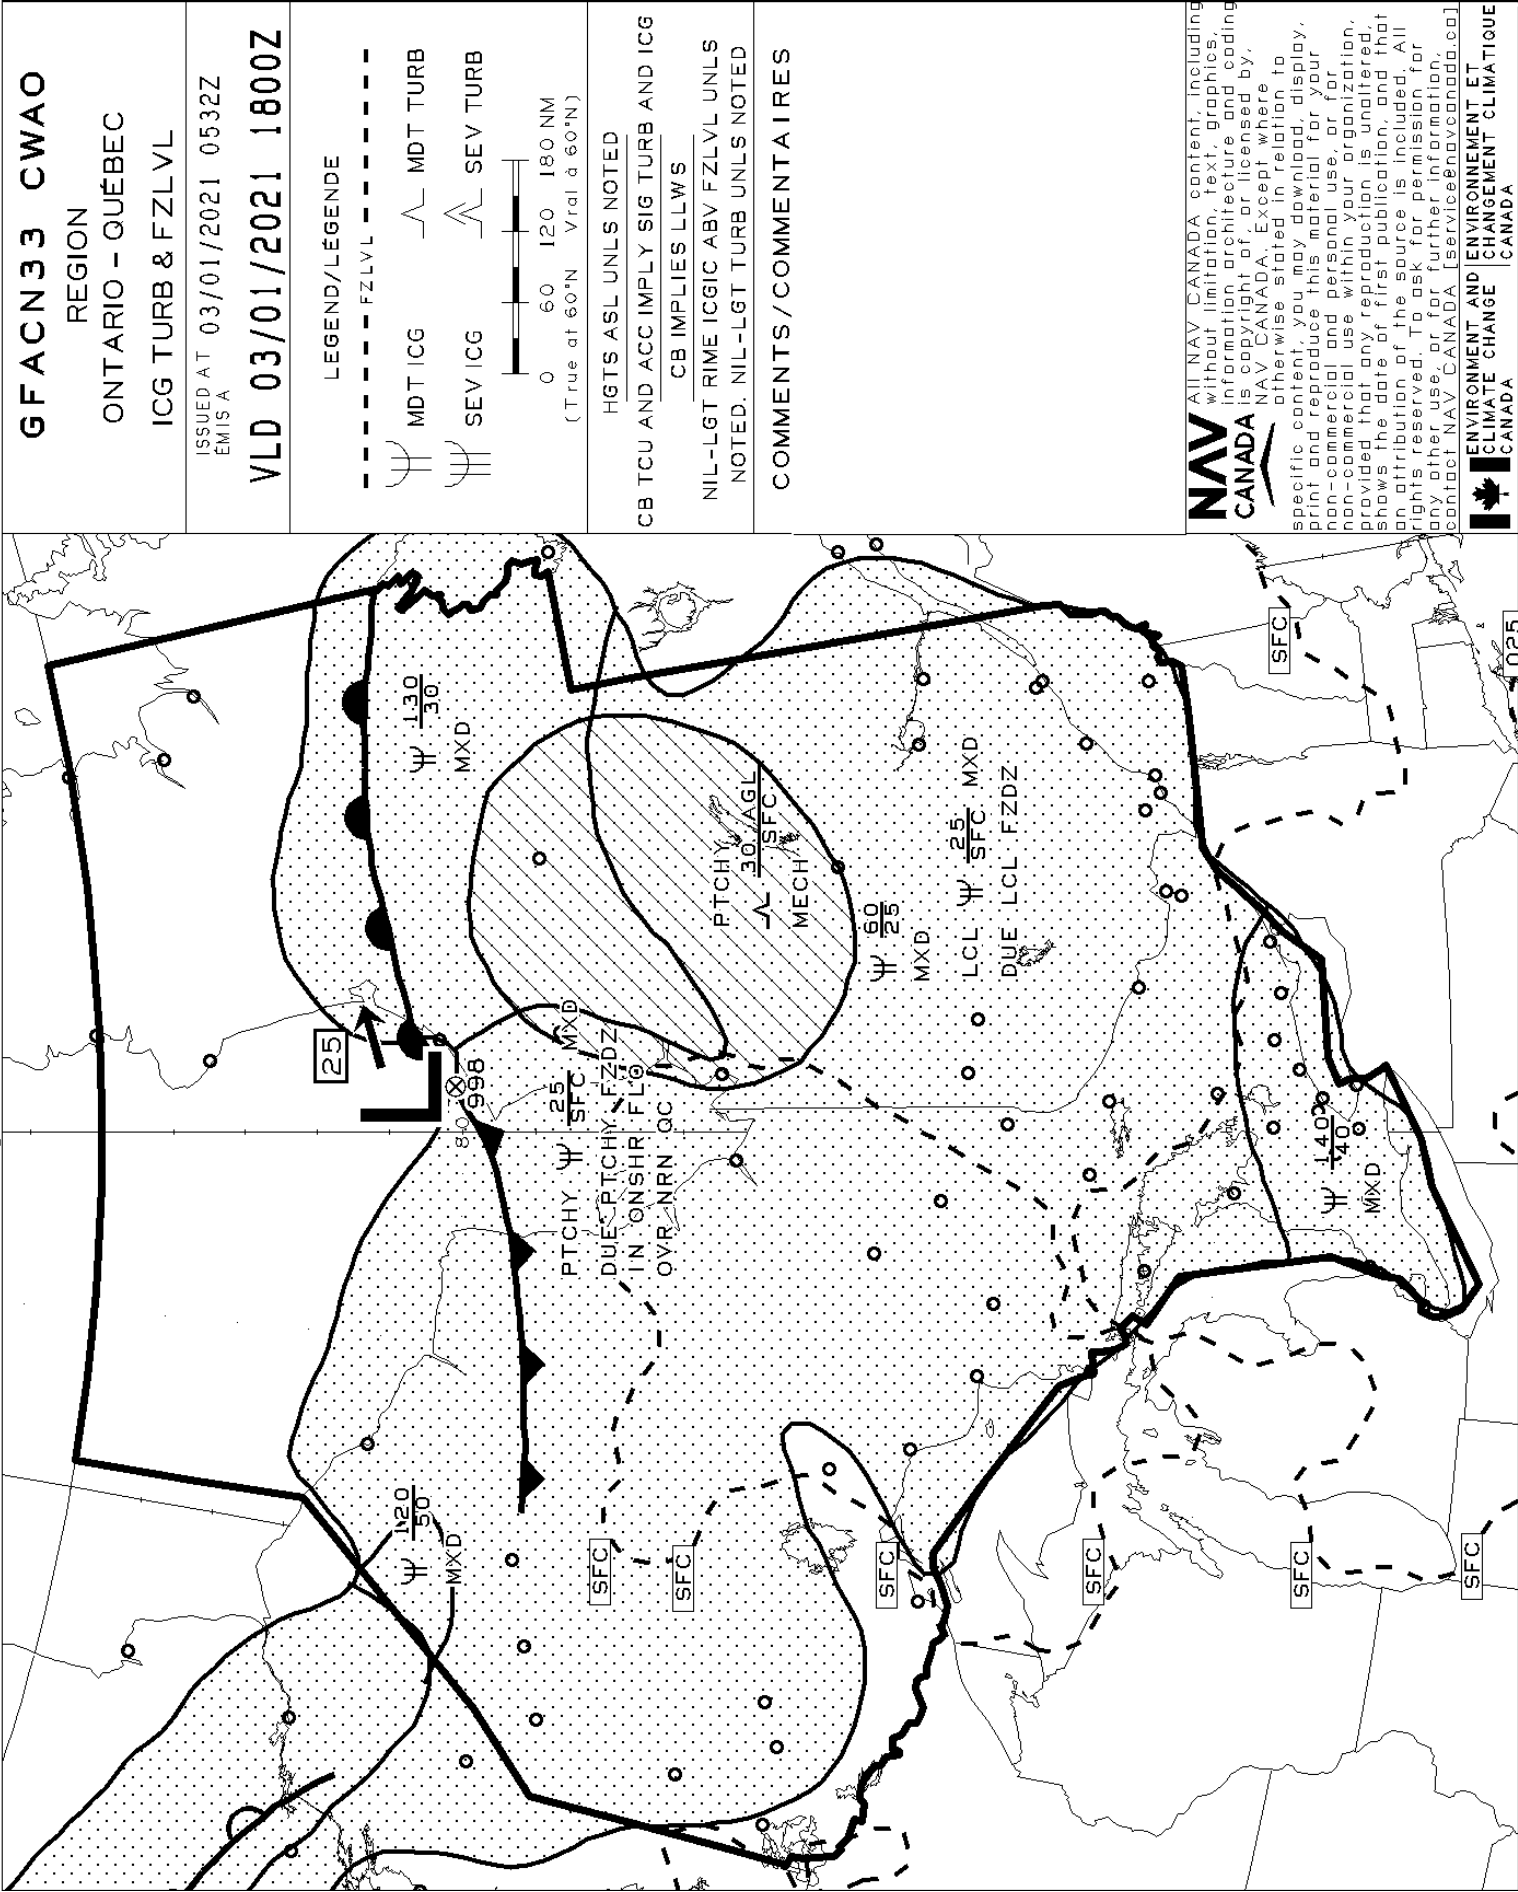 GFACN33 CWAO
REGION
ONTARIO – QUÉBEC
ICG TURB & FZLVL
ISSUED AT 03/01/2021 0532Z
ÉMIS A
VLD 03/01/2021 1800Z
LEGEND/LÉGENDE
FZLVL
MDT ICG MDT TURB
SEV ICG SEV TURB
0 60 120 180 NM
(True at 60°N Vrai à 60°N)
HGTS ASL UNLS NOTED
CB TCU AND ACC IMPLY SIG TURB AND ICG
CB IMPLIES LLWS
NIL-LGT RIME ICGIC ABV FZLVL UNLS
NOTED. NIL-LGT TURB UNLS NOTED
COMMENTS/COMMENTAIRES
NAV
CANADA
All NAV CANADA content, including
without limitation, text, graphics,
information architecture and coding
is copyright of, or licensed by,
NAV CANADA. Except where
otherwise stated in relation to
specific content, you may download, display,
print and reproduce this material for your
non-commercial and personal use, or for
non-commercial use within your organization,
provided that any reproduction is unaltered,
shows the date of first publication, and that
an attribution of the source is included. All
rights reserved. To ask for permission for
any other use, or for further information,
contact NAV CANADA [service@navcanada.ca]
ENVIRONMENT AND
CLIMATE CHANGE
CANADA
ENVIRONNEMENT ET
CHANGEMENT CLIMATIQUE
CANADA
25
998
80
130
30
MXD
120
50
MXD
PTCHY 25 MXD
SFC
DUE PTCHY FZDZ
IN ONSHR FLO
OVR NRN QC
PTCHY 30 AGL
SFC
MECH
60
25
MXD
LCL 25 MXD
SFC
DUE LCL FZDZ
140
40
MXD
SFC
SFC
SFC
SFC
SFC
SFC
SFC
025